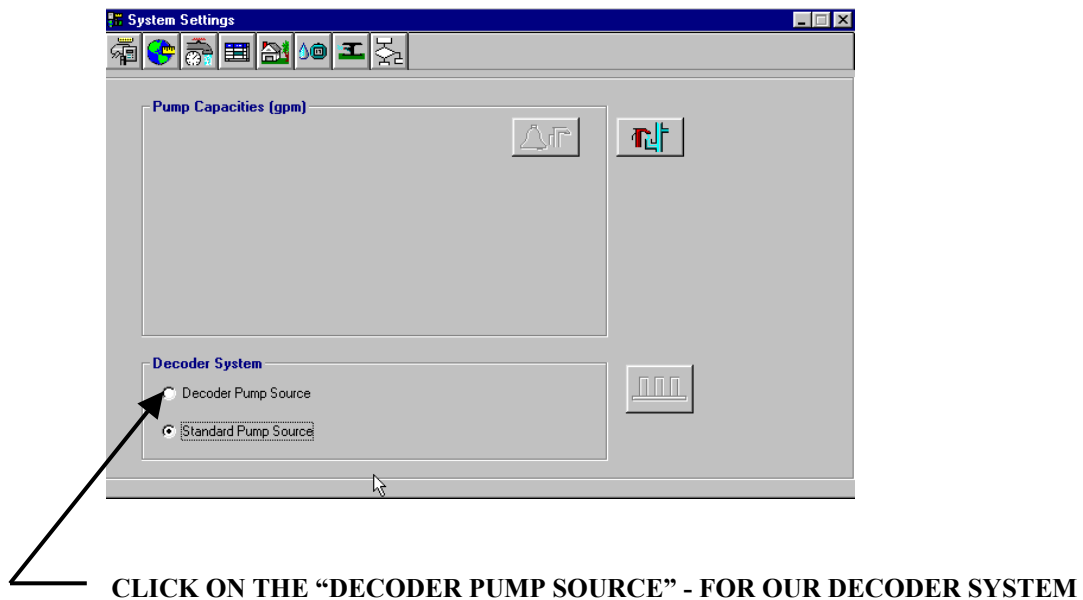 System Settings
Pump Capacities (gpm)
Decoder System
Decoder Pump Source
Standard Pump Source
CLICK ON THE “DECODER PUMP SOURCE” - FOR OUR DECODER SYSTEM